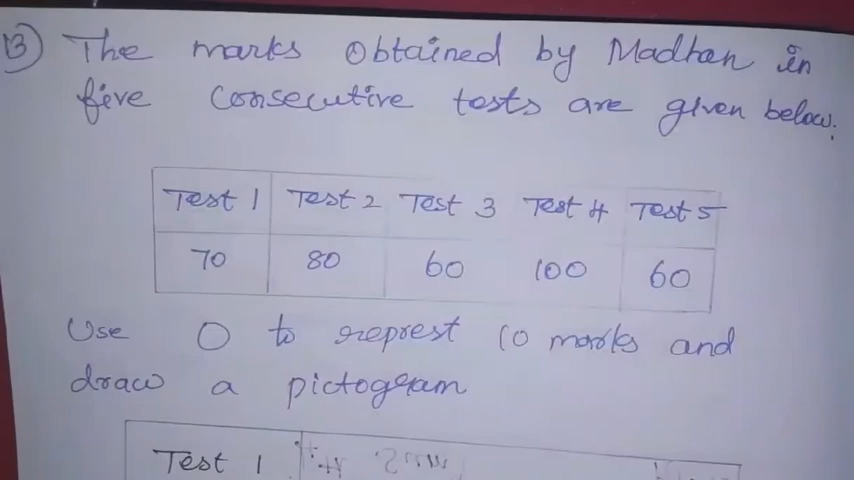 13) The marks Obtained by Madhan in
five consecutive tests are given below.
Test 1 Test 2 Test 3 Test 4 Test 5
70 80 60 100 60
Use O to represt 10 marks and
draw a pictogram
Test 1